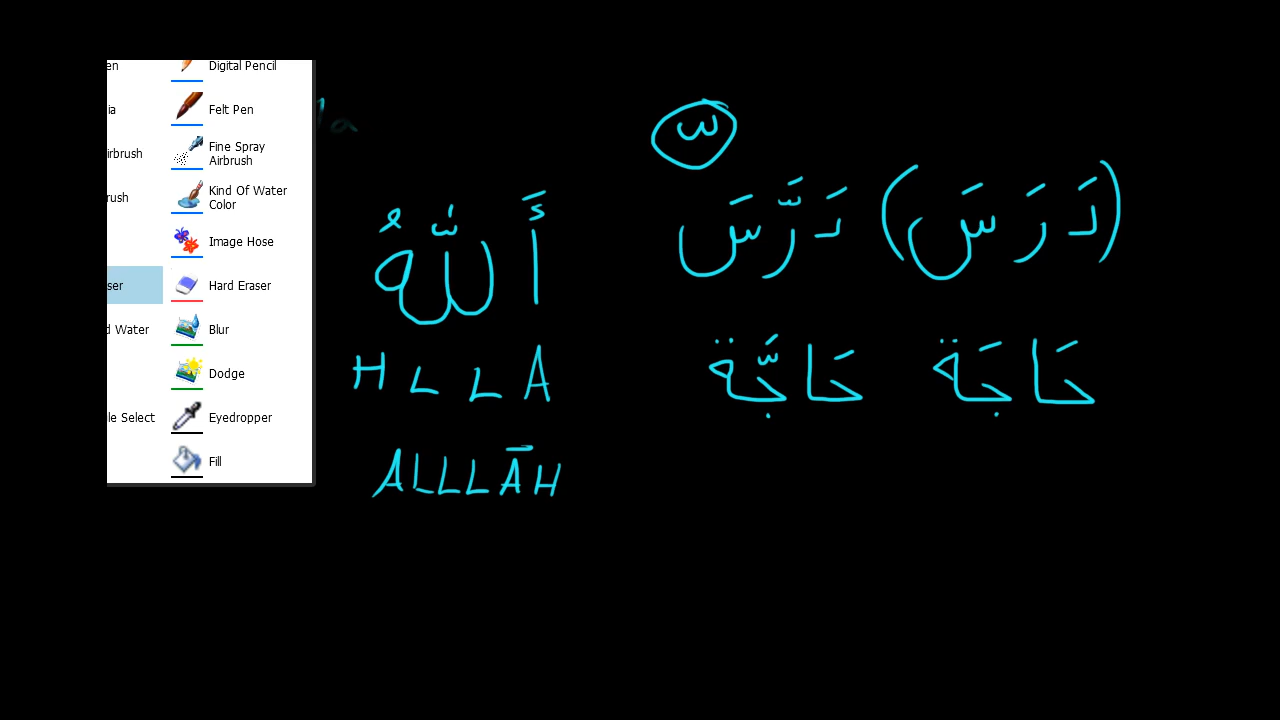 en Digital Pencil
ia Felt Pen
irbrush Fine Spray Airbrush
rush Kind Of Water Color
Image Hose
ser Hard Eraser
d Water Blur
Dodge
le Select Eyedropper
Fill
ـّ
(دَرَسَ) دَرَّسَ
حَاجَة حَاجَّة
أَللّٰهُ
H L L A
ALLLĀH